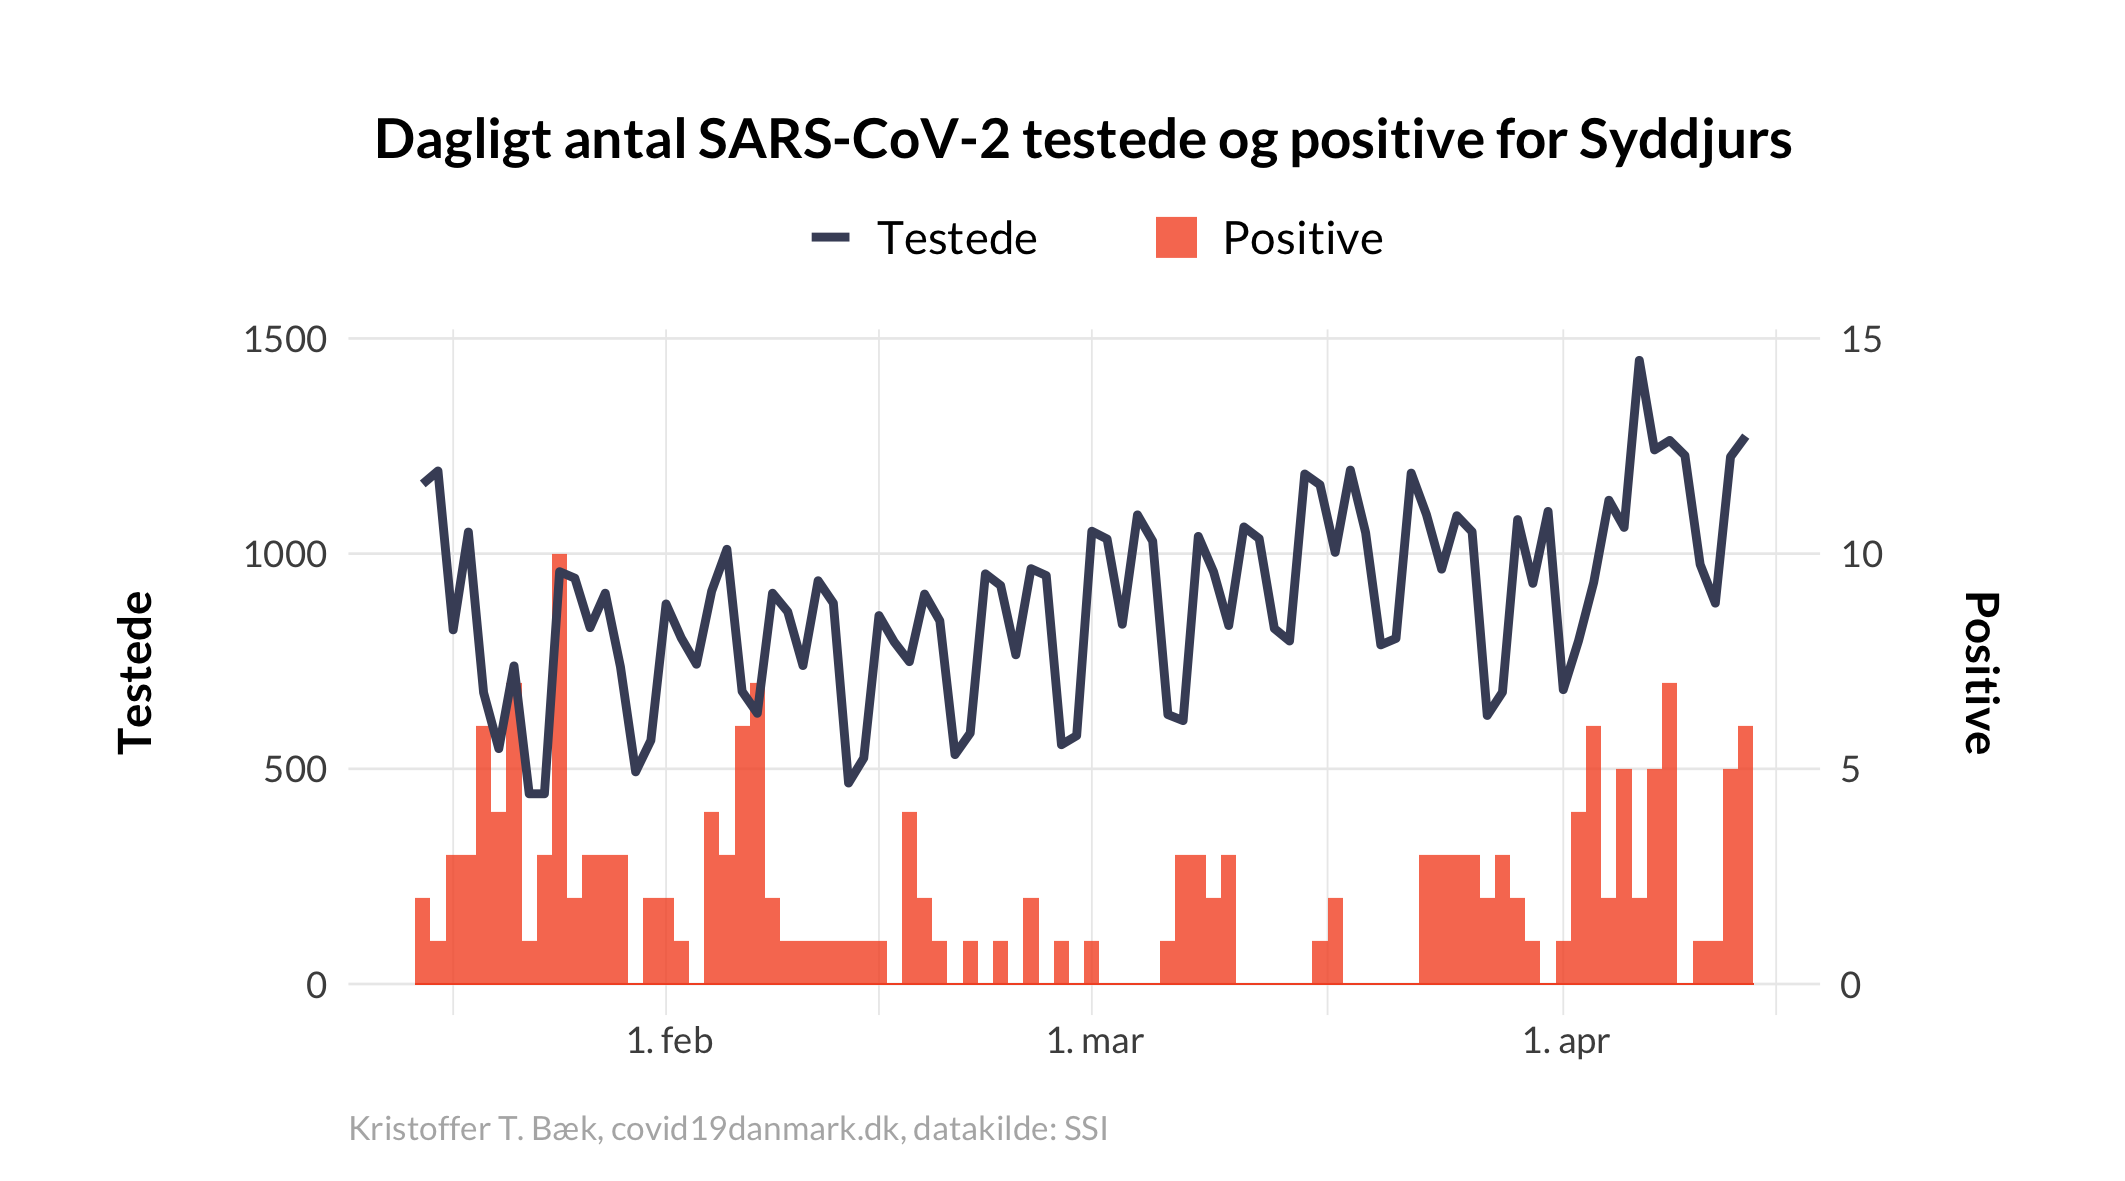 Dagligt antal SARS-CoV-2 testede og positive for Syddjurs
Testede Positive
1500 15
1000 10
500 5
0 0
Testede
Positive
1. feb 1. mar 1. apr
Kristoffer T. Bæk, covid19danmark.dk, datakilde: SSI